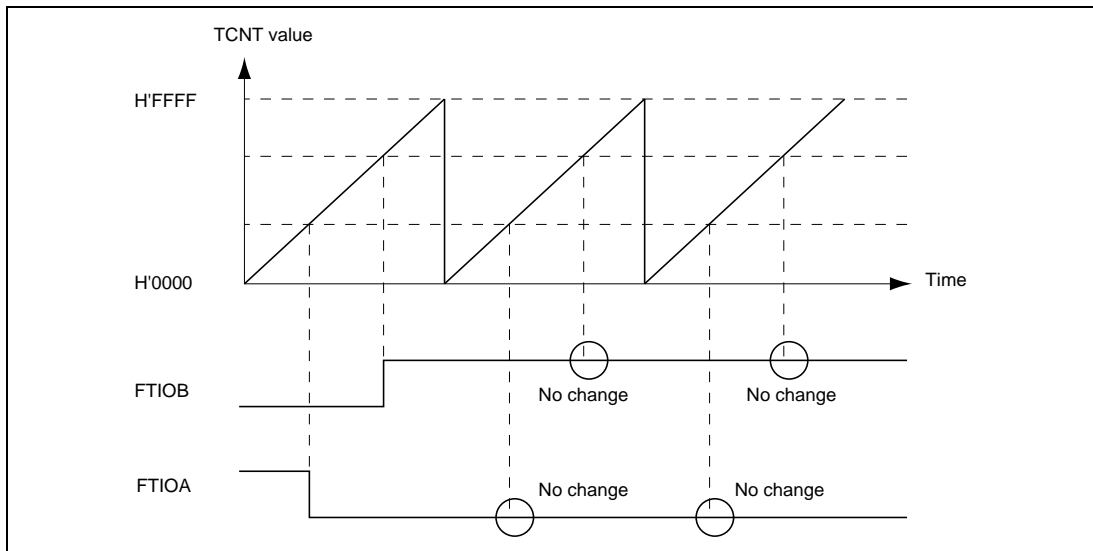 TCNT value
H'FFFF
H'0000
Time
FTIOB
No change
No change
FTIOA
No change
No change